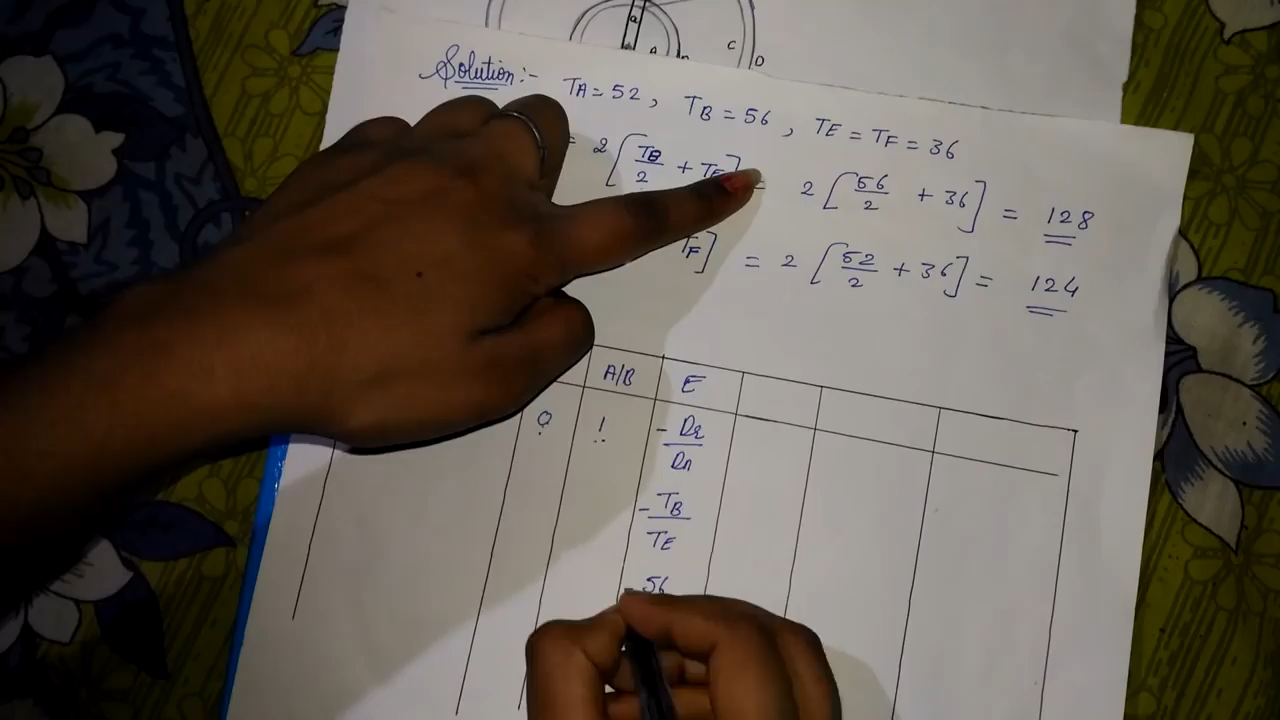 a
A
C
D
Solution:- TA = 52, TB = 56, TE = TF = 36
= 2 [TB/2 + TE] = 2 [56/2 + 36] = 128
TF] = 2 [52/2 + 36] = 124
A/B E
0 1 - Dr/Dn
- TB/TE
- 56